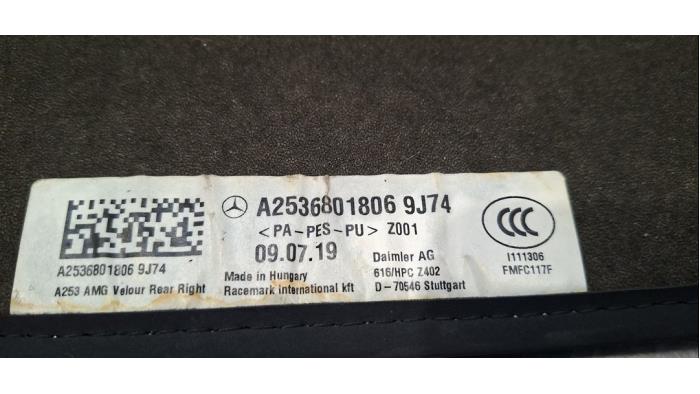 A2536801806 9J74
<PA-PES-PU> Z001
09.07.19 Daimler AG
A2536801806 9J74
Made in Hungary 616/HPC Z402
A253 AMG Velour Rear Right
Racemark international kft D-70546 Stuttgart
CCC
I111306
FMFC117F